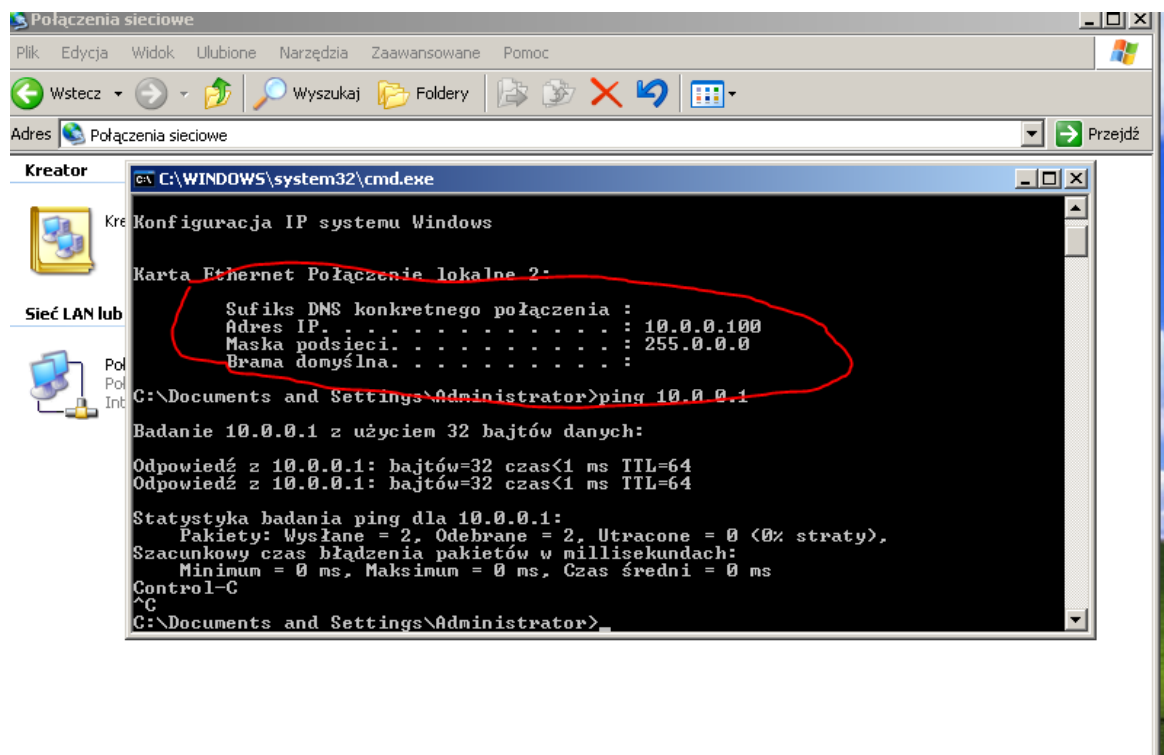 Połączenia sieciowe
Plik Edycja Widok Ulubione Narzędzia Zaawansowane Pomoc
Wstecz Wyszukaj Foldery
Adres Połączenia sieciowe Przejdź
Kreator
Kre
Sieć LAN lub
Poł
Poł
Int
C:\WINDOWS\system32\cmd.exe
Konfiguracja IP systemu Windows
Karta Ethernet Połączenie lokalne 2:
Sufiks DNS konkretnego połączenia :
Adres IP. . . . . . . . . . . . . : 10.0.0.100
Maska podsieci. . . . . . . . . . : 255.0.0.0
Brama domyślna. . . . . . . . . . :
C:\Documents and Settings\Administrator>ping 10.0.0.1
Badanie 10.0.0.1 z użyciem 32 bajtów danych:
Odpowiedź z 10.0.0.1: bajtów=32 czas<1 ms TTL=64
Odpowiedź z 10.0.0.1: bajtów=32 czas<1 ms TTL=64
Statystyka badania ping dla 10.0.0.1:
Pakiety: Wysłane = 2, Odebrane = 2, Utracone = 0 (0% straty),
Szacunkowy czas błądzenia pakietów w millisekundach:
Minimum = 0 ms, Maksimum = 0 ms, Czas średni = 0 ms
Control-C
^C
C:\Documents and Settings\Administrator>_